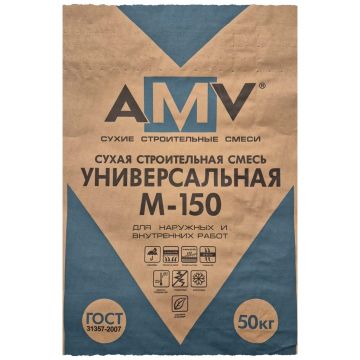 AMV®
СУХИЕ СТРОИТЕЛЬНЫЕ СМЕСИ
СУХАЯ СТРОИТЕЛЬНАЯ СМЕСЬ
УНИВЕРСАЛЬНАЯ
М-150
ДЛЯ НАРУЖНЫХ И
ВНУТРЕННИХ РАБОТ
ГОСТ
31357-2007
50кг